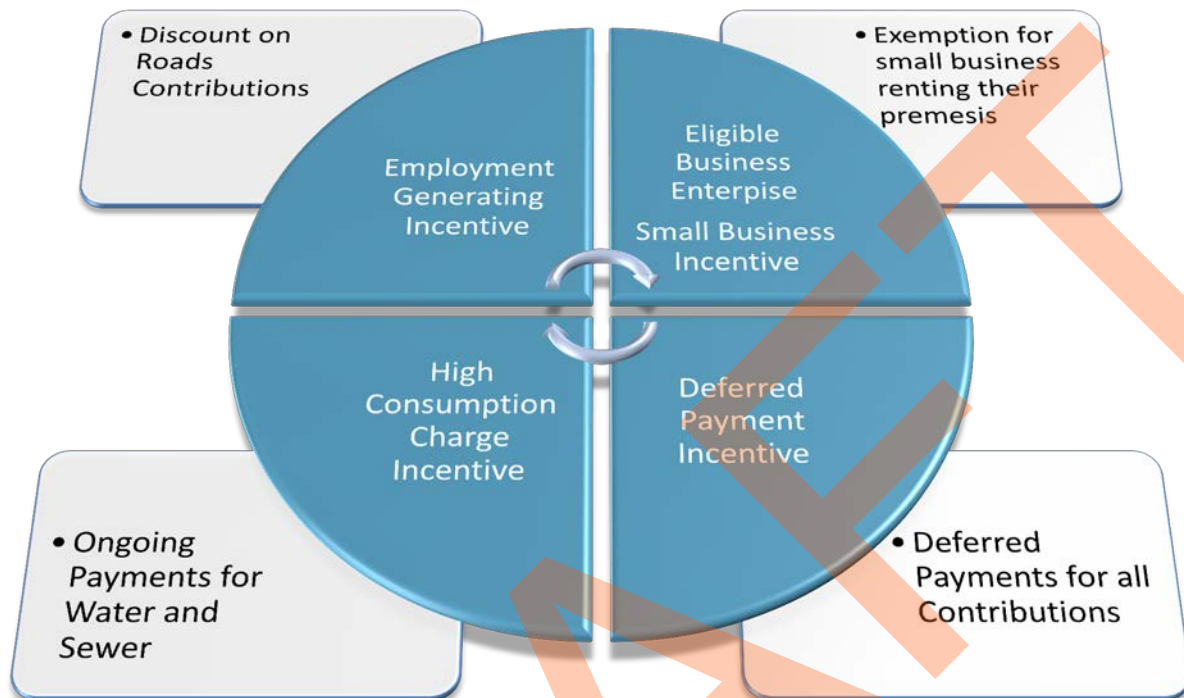 • Discount on
Roads
Contributions
• Exemption for
small business
renting their
premesis
Employment
Generating
Incentive
Eligible
Business
Enterpise
Small Business
Incentive
High
Consumption
Charge
Incentive
Deferred
Payment
Incentive
• Ongoing
Payments for
Water and
Sewer
• Deferred
Payments for all
Contributions